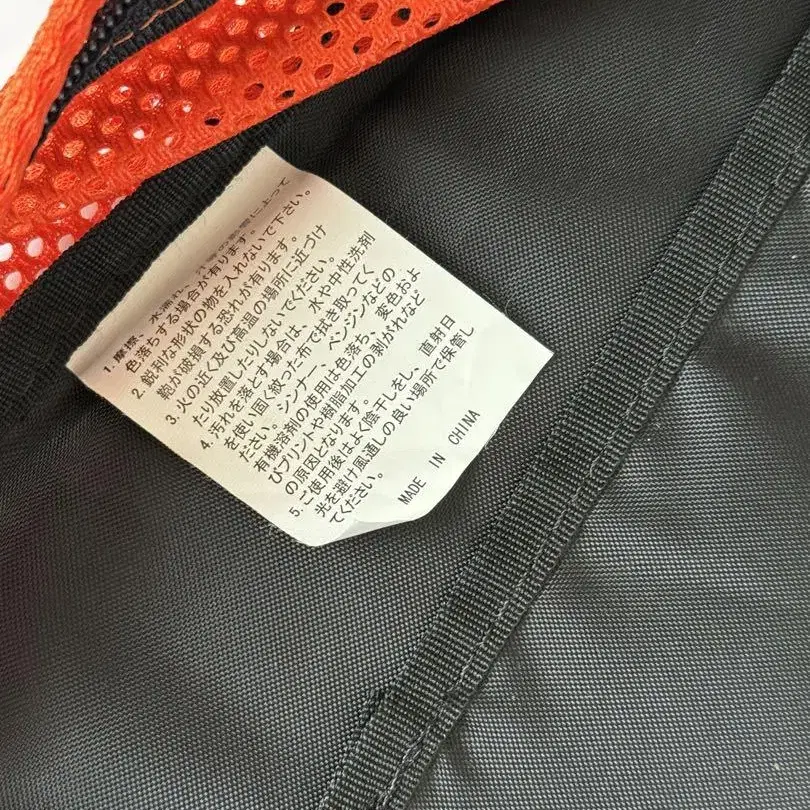 1. 摩擦、水濡れ、汗等の影響によって
色落ちする場合が有ります。
2. 鋭利な形状の物を入れないで下さい。
鞄が破損する恐れが有ります。
3. 火の近く及び高温の場所に近づけ
たり放置したりしないでください。
4. 汚れを落とす場合は、水や中性洗剤
を使い固く絞った布で拭き取ってく
ださい。シンナー、ベンジンなどの
有機溶剤の使用は色落ち、変色およ
びプリントや樹脂加工の剥がれなど
の原因となります。
5. ご使用後はよく陰干しをし、直射日
光を避け風通しの良い場所で保管し
てください。
MADE IN CHINA